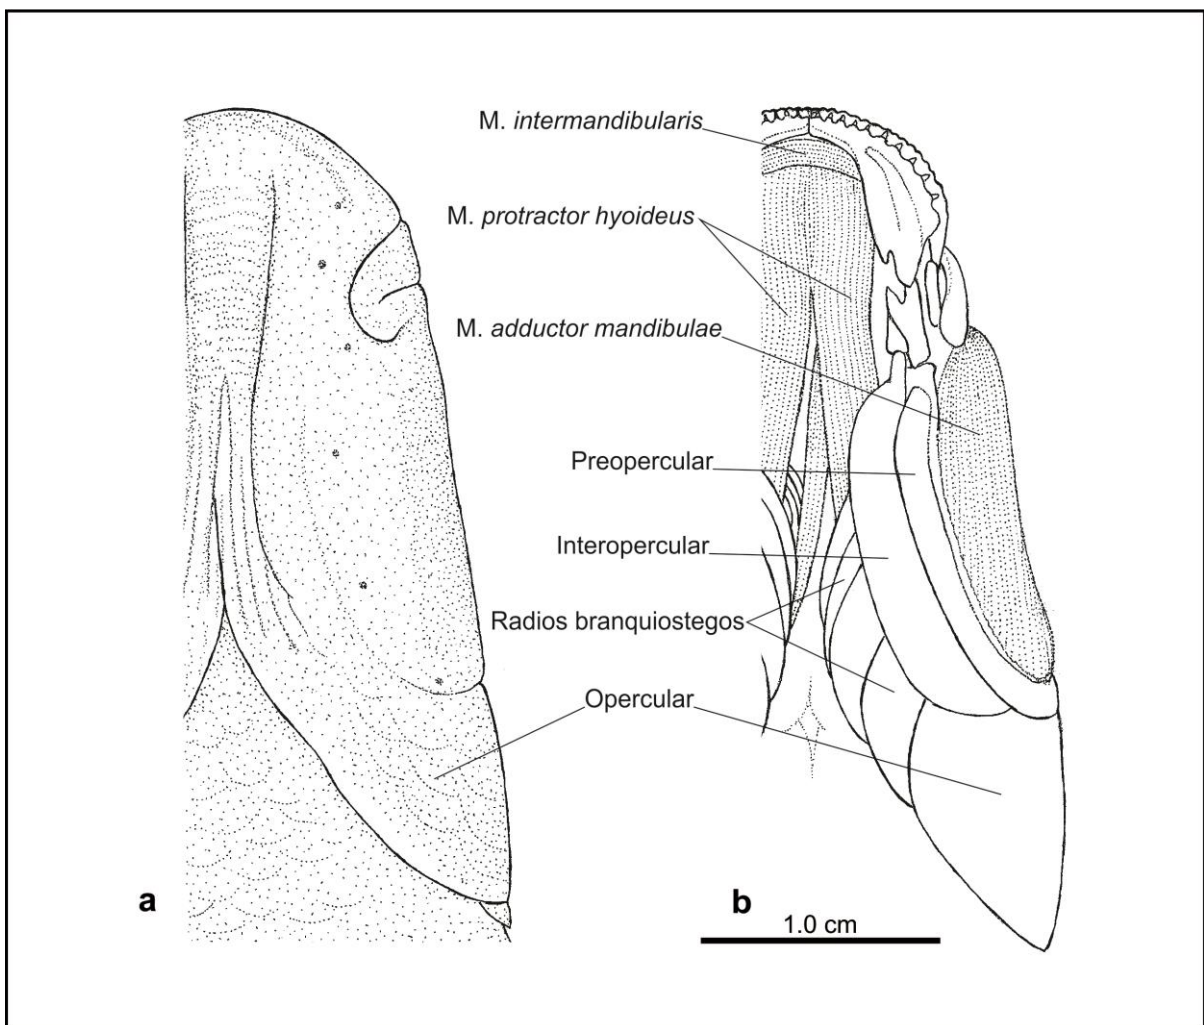 M. intermandibularis
M. protractor hyoideus
M. adductor mandibulae
Preopercular
Interopercular
Radios branquiostegos
Opercular
a
b
1.0 cm